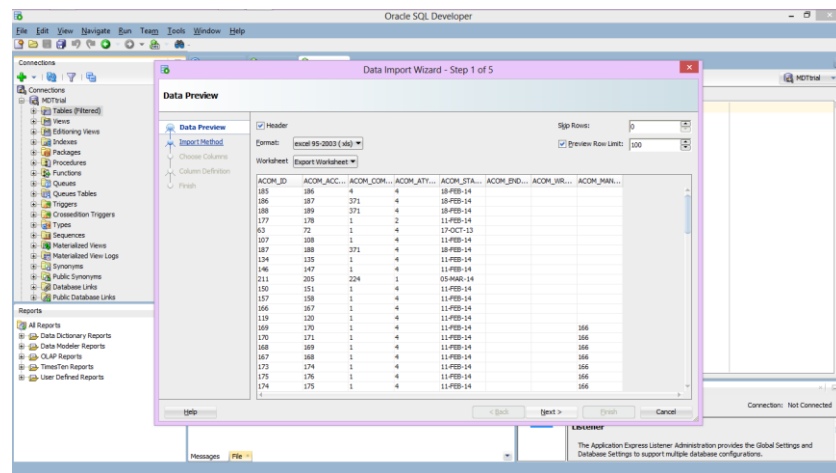 Oracle SQL Developer
File Edit View Navigate Run Team Tools Window Help
Connections
Connections
MDTtrial
Tables (Filtered)
Views
Editioning Views
Indexes
Packages
Procedures
Functions
Queues
Queues Tables
Triggers
Crossedition Triggers
Types
Sequences
Materialized Views
Materialized View Logs
Synonyms
Public Synonyms
Database Links
Public Database Links
Reports
All Reports
Data Dictionary Reports
Data Modeler Reports
OLAP Reports
TimesTen Reports
User Defined Reports
MDTtrial
Data Import Wizard - Step 1 of 5
Data Preview
Data Preview
Import Method
Choose Columns
Column Definition
Finish
Header Skip Rows: 0
Format: excel 95-2003 (xls) Preview Row Limit: 100
Worksheet Export Worksheet
ACOM_ID ACOM_ACC... ACOM_COM... ACOM_ATY... ACOM_STA... ACOM_END... ACOM_WR... ACOM_MAN...
185 186 4 4 18-FEB-14
186 187 371 4 18-FEB-14
188 189 371 4 18-FEB-14
177 178 1 2 11-FEB-14
63 72 1 4 17-OCT-13
107 108 1 4 11-FEB-14
187 188 371 4 18-FEB-14
134 135 1 4 11-FEB-14
146 147 1 4 11-FEB-14
211 205 224 1 05-MAR-14
150 151 1 4 11-FEB-14
157 158 1 4 11-FEB-14
166 167 1 4 11-FEB-14
119 120 1 4 11-FEB-14
169 170 1 4 11-FEB-14 166
170 171 1 4 11-FEB-14 166
168 169 1 4 11-FEB-14 166
167 168 1 4 11-FEB-14 166
173 174 1 4 11-FEB-14 166
175 176 1 4 11-FEB-14 166
174 175 1 4 11-FEB-14 166
Help < Back Next > Finish Cancel
Connection: Not Connected
Listener
The Application Express Listener Administration provides the Global Settings and
Database Settings to support multiple database configurations.
Messages File